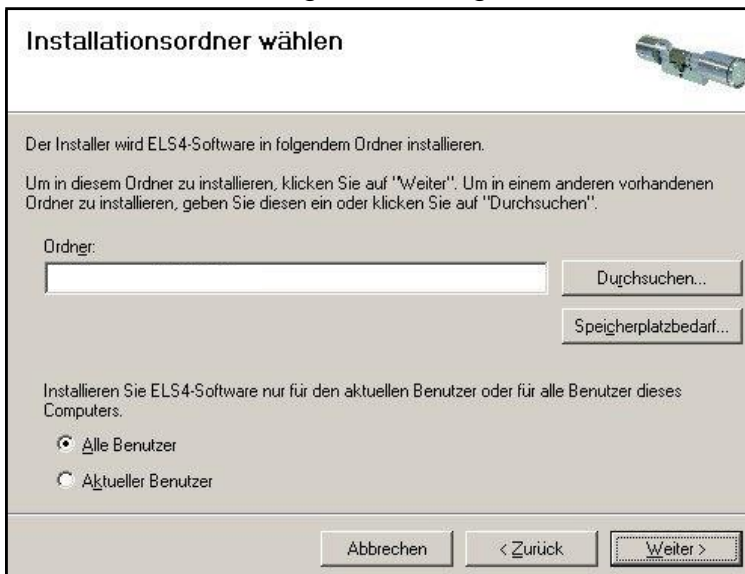 Installationsordner wählen
Der Installer wird ELS4-Software in folgendem Ordner installieren.
Um in diesem Ordner zu installieren, klicken Sie auf "Weiter". Um in einem anderen vorhandenen
Ordner zu installieren, geben Sie diesen ein oder klicken Sie auf "Durchsuchen".
Ordner:
Durchsuchen...
Speicherplatzbedarf...
Installieren Sie ELS4-Software nur für den aktuellen Benutzer oder für alle Benutzer dieses
Computers.
Alle Benutzer
Aktueller Benutzer
Abbrechen
< Zurück
Weiter >